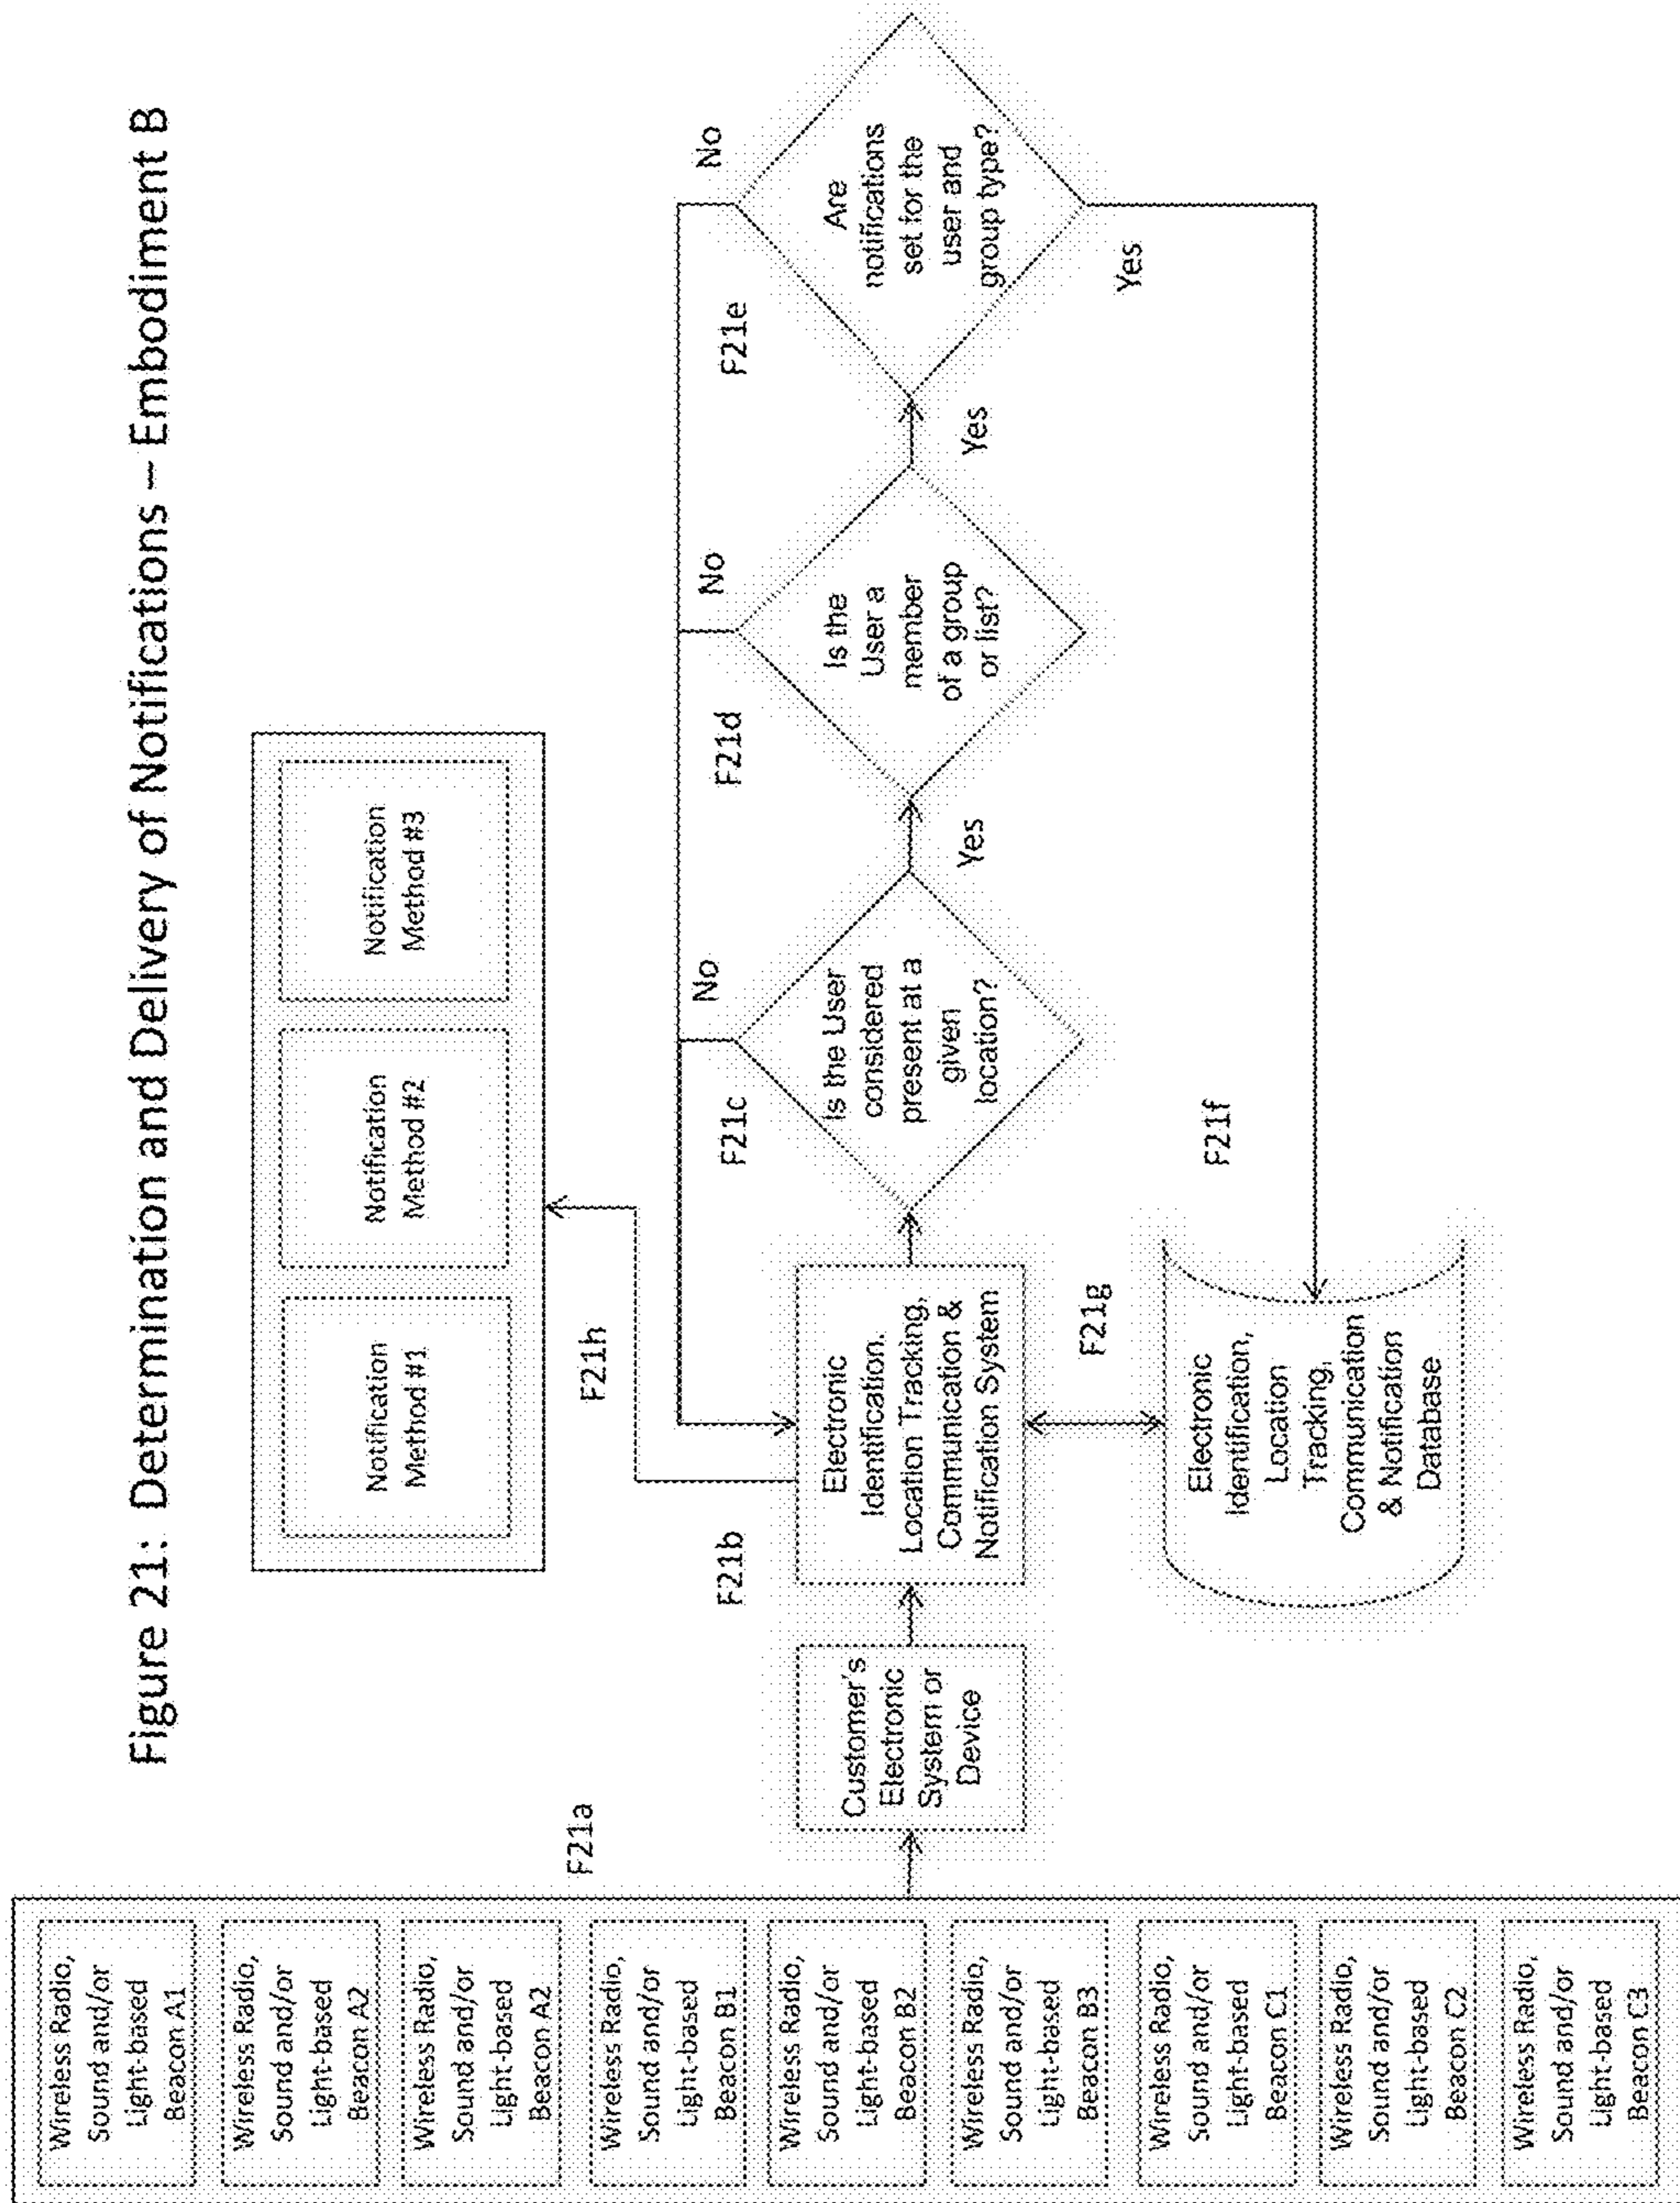 Figure 21: Determination and Delivery of Notifications – Embodiment B
Wireless Radio,
Sound and/or
Light-based
Beacon A1
Wireless Radio,
Sound and/or
Light-based
Beacon A2
Wireless Radio,
Sound and/or
Light-based
Beacon A2
Wireless Radio,
Sound and/or
Light-based
Beacon B1
Wireless Radio,
Sound and/or
Light-based
Beacon B2
Wireless Radio,
Sound and/or
Light-based
Beacon B3
Wireless Radio,
Sound and/or
Light-based
Beacon C1
Wireless Radio,
Sound and/or
Light-based
Beacon C2
Wireless Radio,
Sound and/or
Light-based
Beacon C3
F21a
Customer's
Electronic
System or
Device
F21b
Electronic
Identification.
Location Tracking,
Communication &
Notification System
F21h
Notification
Method #1
Notification
Method #2
Notification
Method #3
F21g
Electronic
Identification,
Location
Tracking,
Communication
& Notification
Database
F21c
No
Is the User
considered
present at a
given
location?
Yes
F21d
No
Is the
User a
member
of a group
or list?
Yes
F21e
No
Are
notifications
set for the
user and
group type?
Yes
F21f